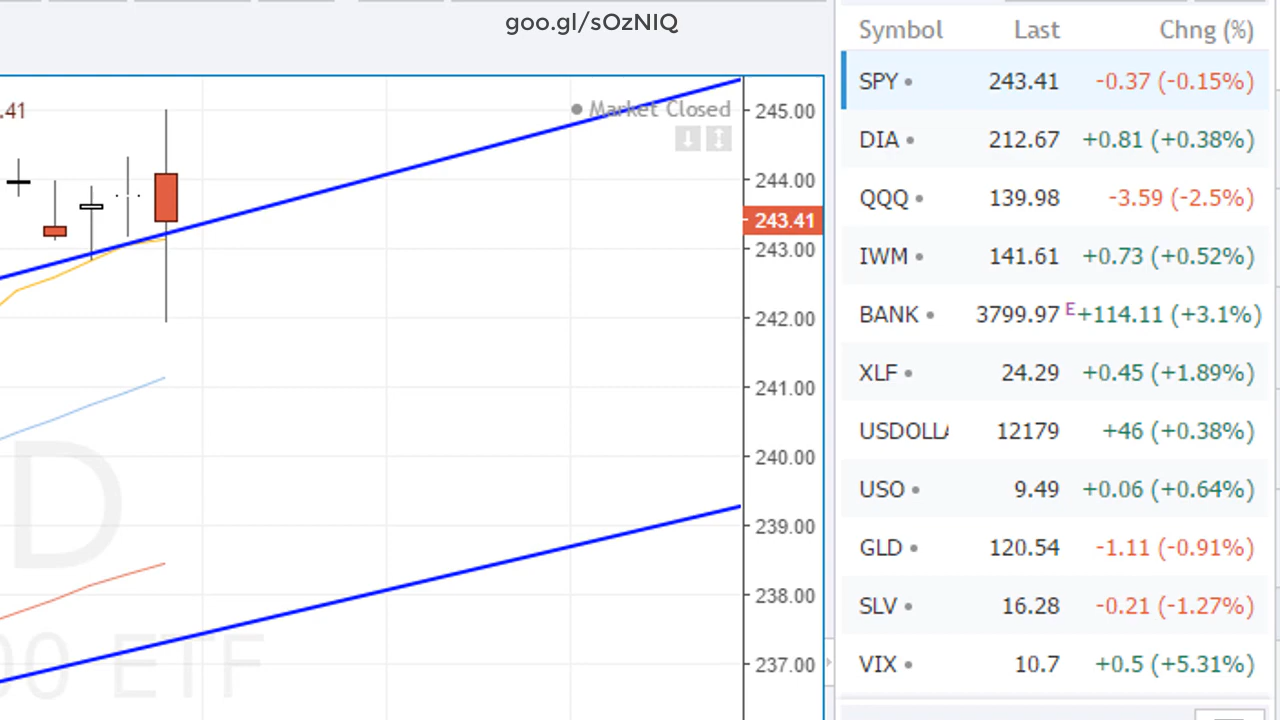 goo.gl/sOzNIQ
Symbol Last Chng (%)
.41
Market Closed
245.00
244.00
243.41
243.00
242.00
241.00
240.00
239.00
238.00
237.00
D
00 ETF
SPY 243.41 -0.37 (-0.15%)
DIA 212.67 +0.81 (+0.38%)
QQQ 139.98 -3.59 (-2.5%)
IWM 141.61 +0.73 (+0.52%)
BANK 3799.97 E +114.11 (+3.1%)
XLF 24.29 +0.45 (+1.89%)
USDOLLA 12179 +46 (+0.38%)
USO 9.49 +0.06 (+0.64%)
GLD 120.54 -1.11 (-0.91%)
SLV 16.28 -0.21 (-1.27%)
VIX 10.7 +0.5 (+5.31%)